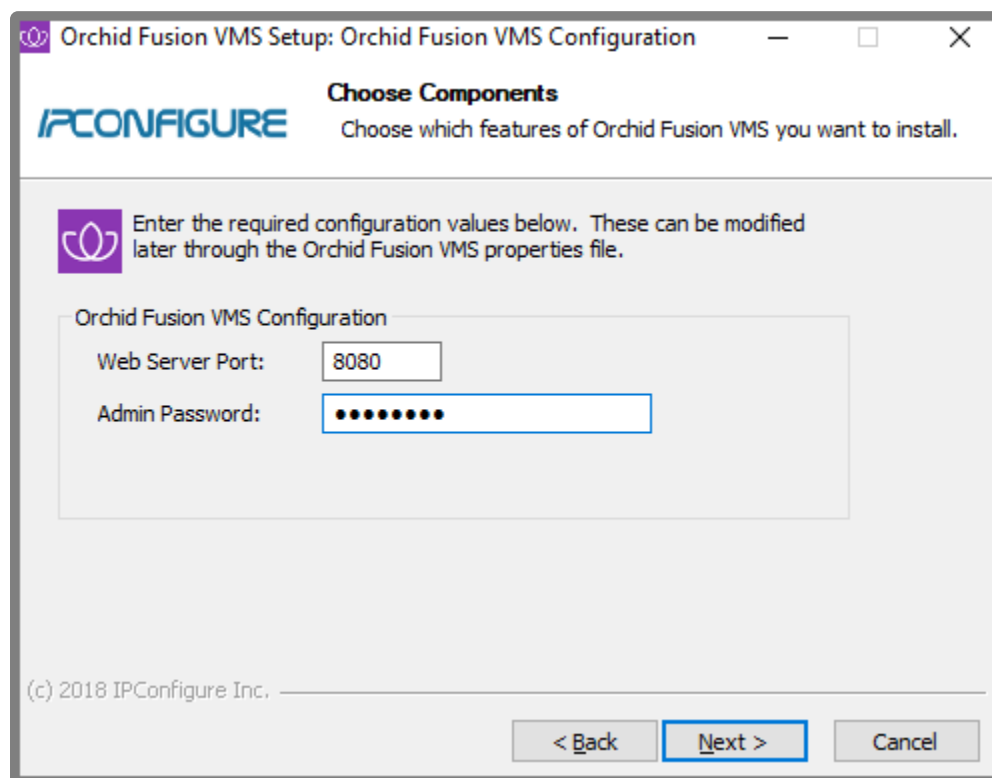 Orchid Fusion VMS Setup: Orchid Fusion VMS Configuration
IPCONFIGURE
Choose Components
Choose which features of Orchid Fusion VMS you want to install.
Enter the required configuration values below. These can be modified
later through the Orchid Fusion VMS properties file.
Orchid Fusion VMS Configuration
Web Server Port: 8080
Admin Password: ●●●●●●●●
(c) 2018 IPConfigure Inc.
< Back Next > Cancel